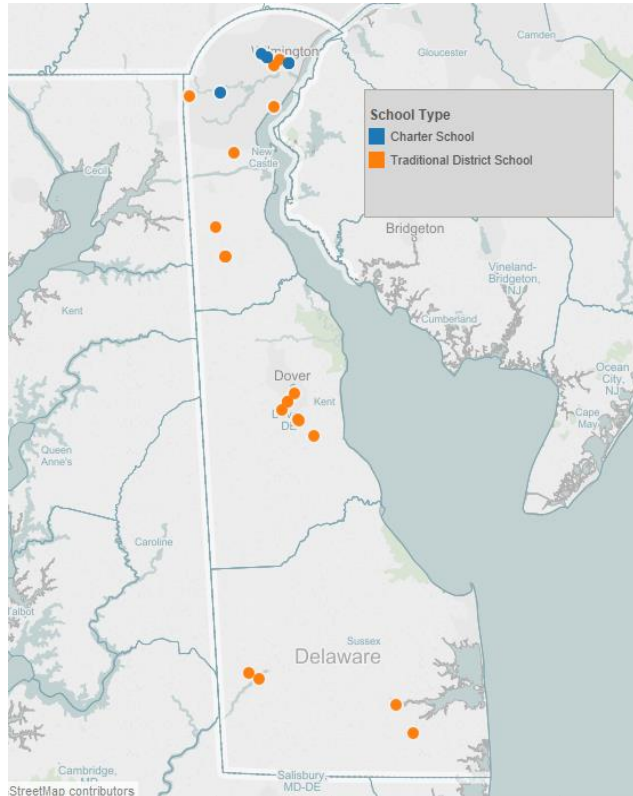 Camden
Wilmington
Gloucester
School Type
Charter School
Traditional District School
New
Castle
Cecil
Bridgeton
Vineland-
Bridgeton,
NJ
Kent
Cumberland
Ocean
City,
NJ
Dover
Kent
Cape
May
DE
Queen
Anne's
Caroline
Talbot
Sussex
Delaware
Cambridge,
MD
Salisbury,
MD-DE
StreetMap contributors